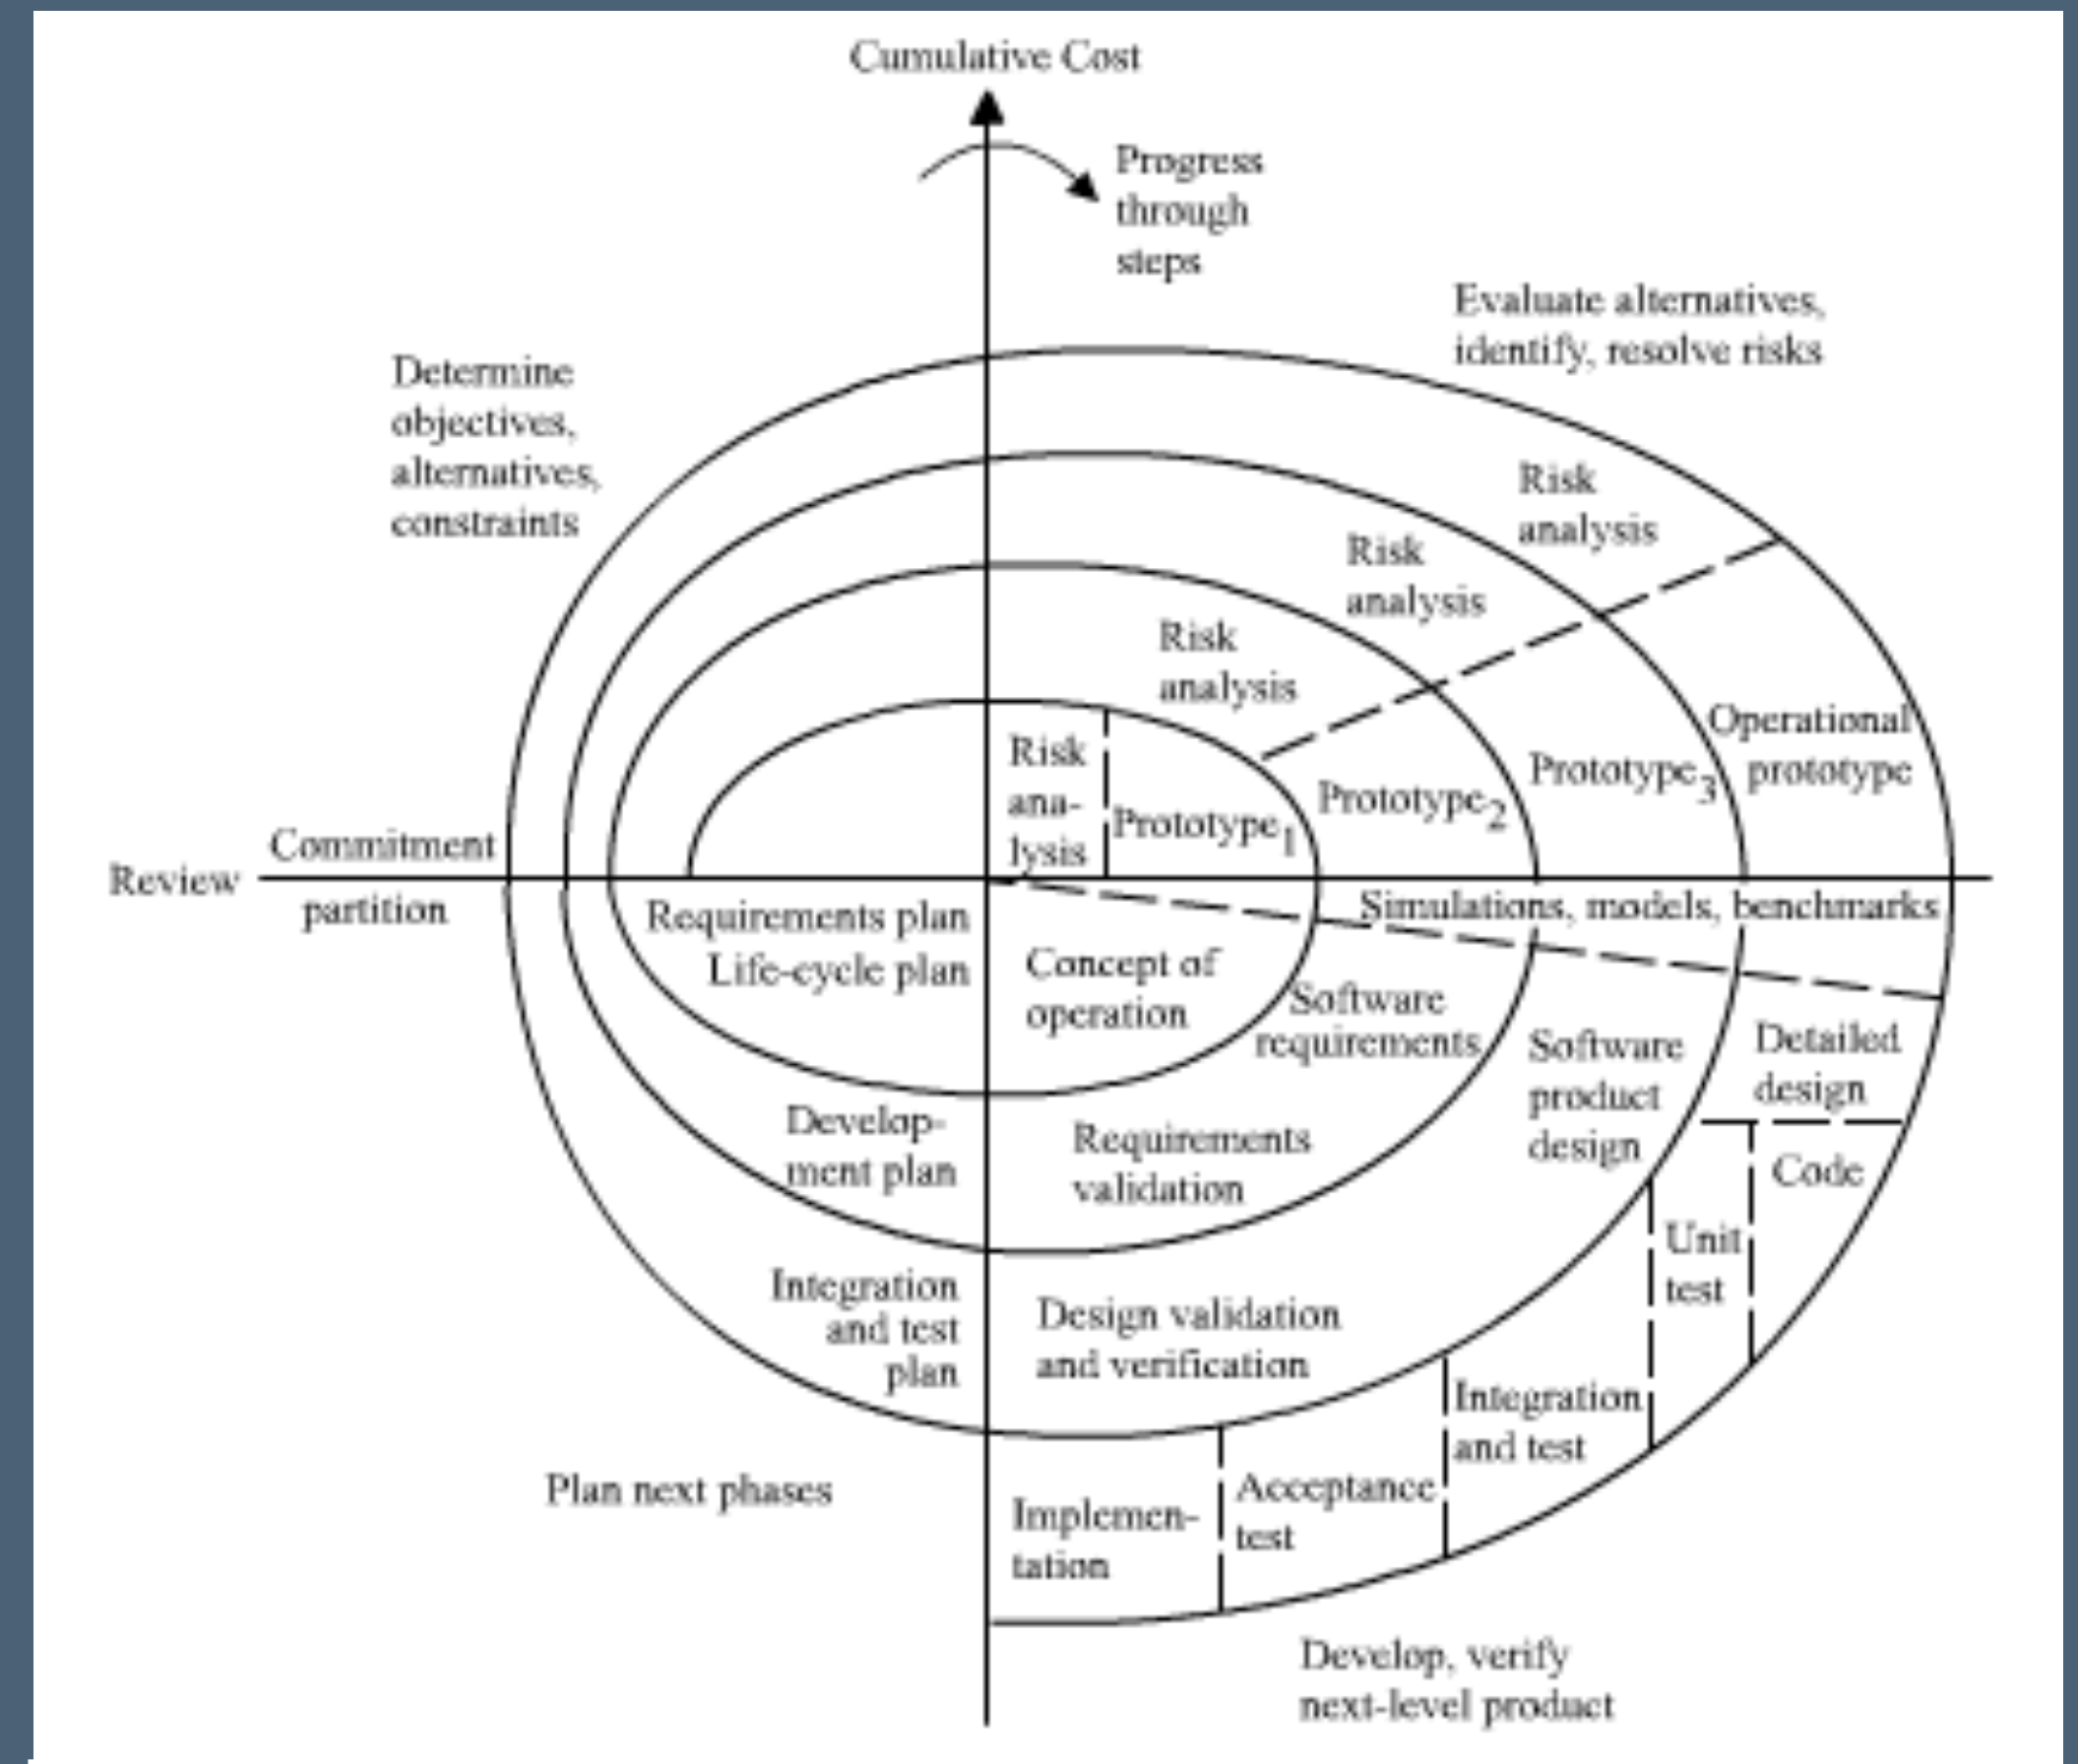 Cumulative Cost
Progress
through
steps
Evaluate alternatives,
identify, resolve risks
Determine
objectives,
alternatives,
constraints
Risk
analysis
Risk
analysis
Risk
analysis
Risk
ana-
lysis
Prototype1
Prototype2
Prototype3
Operational
prototype
Review
Commitment
partition
Requirements plan
Life-cycle plan
Concept of
operation
Simulations, models, benchmarks
Software
requirements
Software
product
design
Detailed
design
Develop-
ment plan
Requirements
validation
Code
Unit
test
Integration
and test
plan
Design validation
and verification
Integration
and test
Acceptance
test
Implemen-
tation
Plan next phases
Develop, verify
next-level product